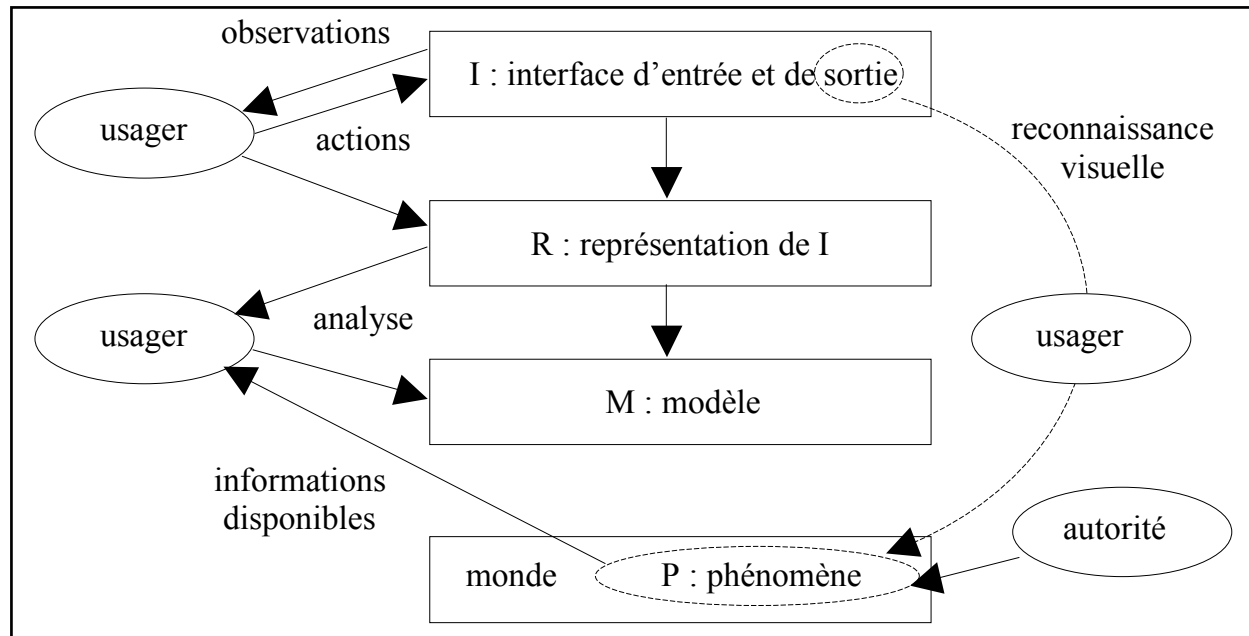 observations
I : interface d’entrée et de sortie
usager
actions
reconnaissance
visuelle
R : représentation de I
usager
analyse
usager
M : modèle
informations
disponibles
autorité
monde
P : phénomène